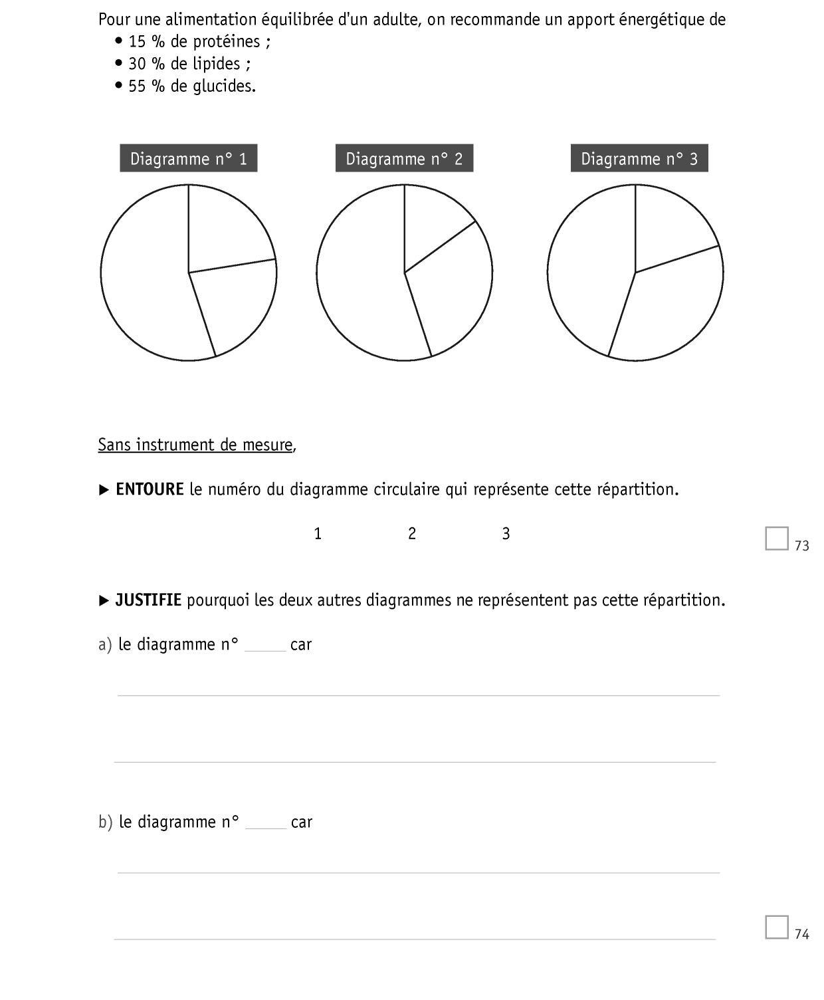 Pour une alimentation équilibrée d'un adulte, on recommande un apport énergétique de
• 15 % de protéines ;
• 30 % de lipides ;
• 55 % de glucides.
Diagramme n° 1
Diagramme n° 2
Diagramme n° 3
Sans instrument de mesure,
► ENTOURE le numéro du diagramme circulaire qui représente cette répartition.
1 2 3
73
► JUSTIFIE pourquoi les deux autres diagrammes ne représentent pas cette répartition.
a) le diagramme n° _____ car
b) le diagramme n° _____ car
74